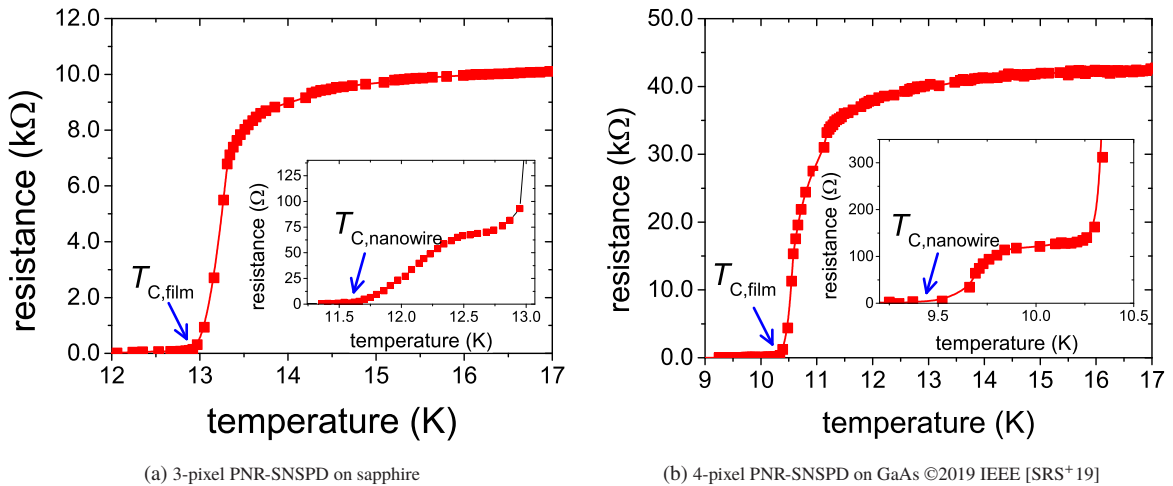 12.0
10.0
8.0
6.0
4.0
2.0
0.0
resistance (kΩ)
12 13 14 15 16 17
temperature (K)
T_C,film
125
100
75
50
25
0
resistance (Ω)
T_C,nanowire
11.5 12.0 12.5 13.0
temperature (K)
(a) 3-pixel PNR-SNSPD on sapphire
50.0
40.0
30.0
20.0
10.0
0.0
resistance (kΩ)
9 10 11 12 13 14 15 16 17
temperature (K)
T_C,film
300
200
100
0
resistance (Ω)
T_C,nanowire
9.5 10.0 10.5
temperature (K)
(b) 4-pixel PNR-SNSPD on GaAs ©2019 IEEE [SRS⁺19]